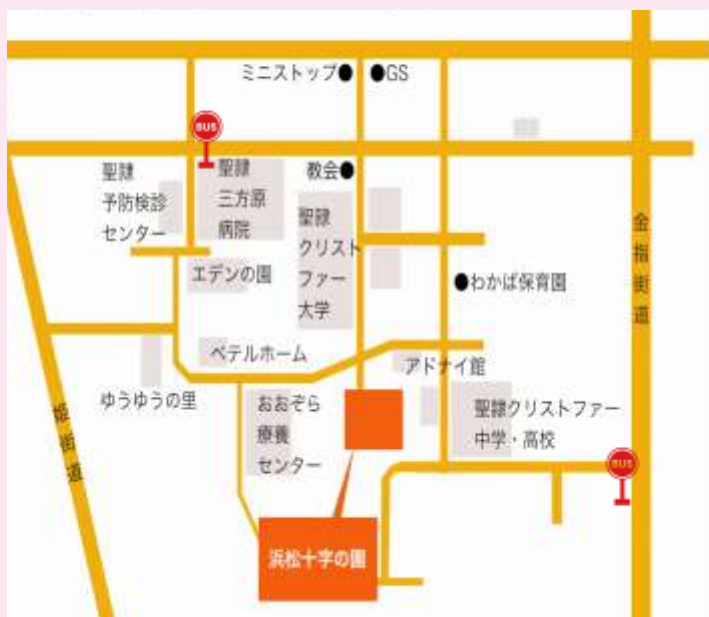 ミニストップ●
●GS
BUS
聖隷
予防検診
センター
聖隷
三方原
病院
教会●
聖隷
クリスト
ファー
大学
金指街道
エデンの園
●わかば保育園
ベテルホーム
アドナイ館
ゆうゆうの里
おおぞら
療養
センター
聖隷クリストファー
中学・高校
姫街道
BUS
浜松十字の園